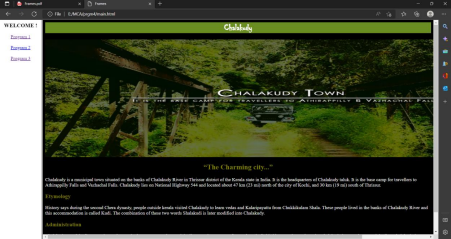 Frames.pdf
Frames
File
E:/MCA/pgm4/main.html
WELCOME !
Program 1
Program 2
Program 3
Chalakudy
CHALAKUDY TOWN
IT IS THE BASE CAMP FOR TRAVELLERS TO ATHIRAPPILLY & VAZHACHAL FALL
“The Charming city...”
Chalakudy is a municipal town situated on the banks of Chalakudy River in Thrissur district of the Kerala state in India. It is the headquarters of Chalakudy taluk. It is the base camp for travellers to
Athirappilly Falls and Vazhachal Falls. Chalakudy lies on National Highway 544 and located about 47 km (23 mi) north of the city of Kochi, and 30 km (19 mi) south of Thrissur.
Etymology
History says during the second Chera dynasty, people outside kerala visited Chalakudy to learn vedas and Kalaripayattu from Chakkikalam Shala. These people lived in the banks of Chalakudy River and
this accommodation is called Kudi. The combination of these two words Shalakudi is later modified into Chalakudy.
Administration